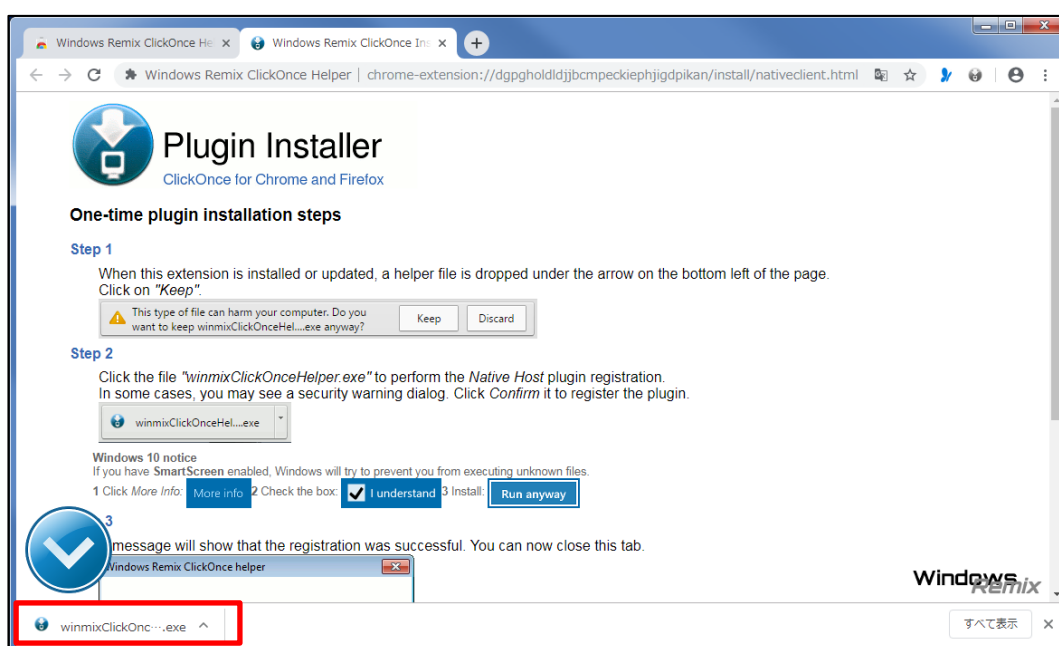 Windows Remix ClickOnce He
Windows Remix ClickOnce In
Windows Remix ClickOnce Helper | chrome-extension://dgpgholdldjjbcmpeckiephjigdpikan/install/nativeclient.html
Plugin Installer
ClickOnce for Chrome and Firefox
One-time plugin installation steps
Step 1
When this extension is installed or updated, a helper file is dropped under the arrow on the bottom left of the page.
Click on "Keep".
This type of file can harm your computer. Do you
want to keep winmixClickOnceHel....exe anyway?
Keep
Discard
Step 2
Click the file "winmixClickOnceHelper.exe" to perform the Native Host plugin registration.
In some cases, you may see a security warning dialog. Click Confirm it to register the plugin.
winmixClickOnceHel....exe
Windows 10 notice
If you have SmartScreen enabled, Windows will try to prevent you from executing unknown files.
1 Click More Info: More info 2 Check the box: I understand 3 Install: Run anyway
3
message will show that the registration was successful. You can now close this tab.
Windows Remix ClickOnce helper
Windows
Remix
winmixClickOnc….exe
すべて表示